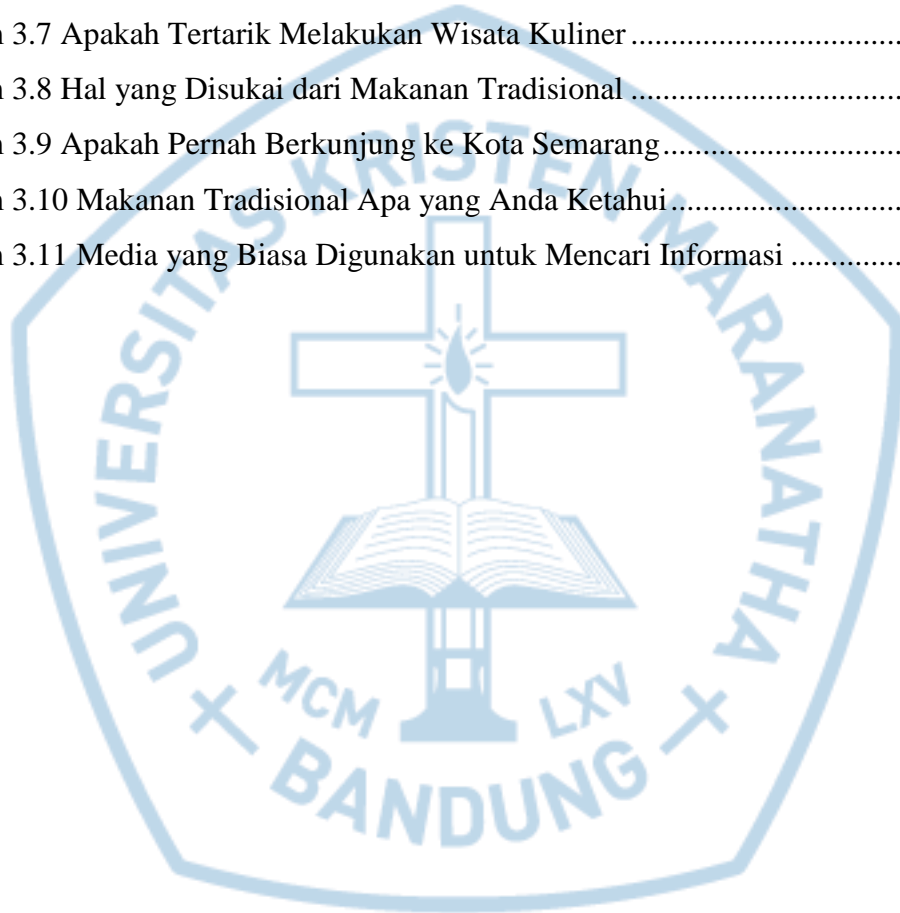 n 3.7 Apakah Tertarik Melakukan Wisata Kuliner ..................................
n 3.8 Hal yang Disukai dari Makanan Tradisional ..................................
n 3.9 Apakah Pernah Berkunjung ke Kota Semarang..............................
n 3.10 Makanan Tradisional Apa yang Anda Ketahui.............................
n 3.11 Media yang Biasa Digunakan untuk Mencari Informasi ..............
UNIVERSITAS KRISTEN MARANATHA
MCM LXV
BANDUNG